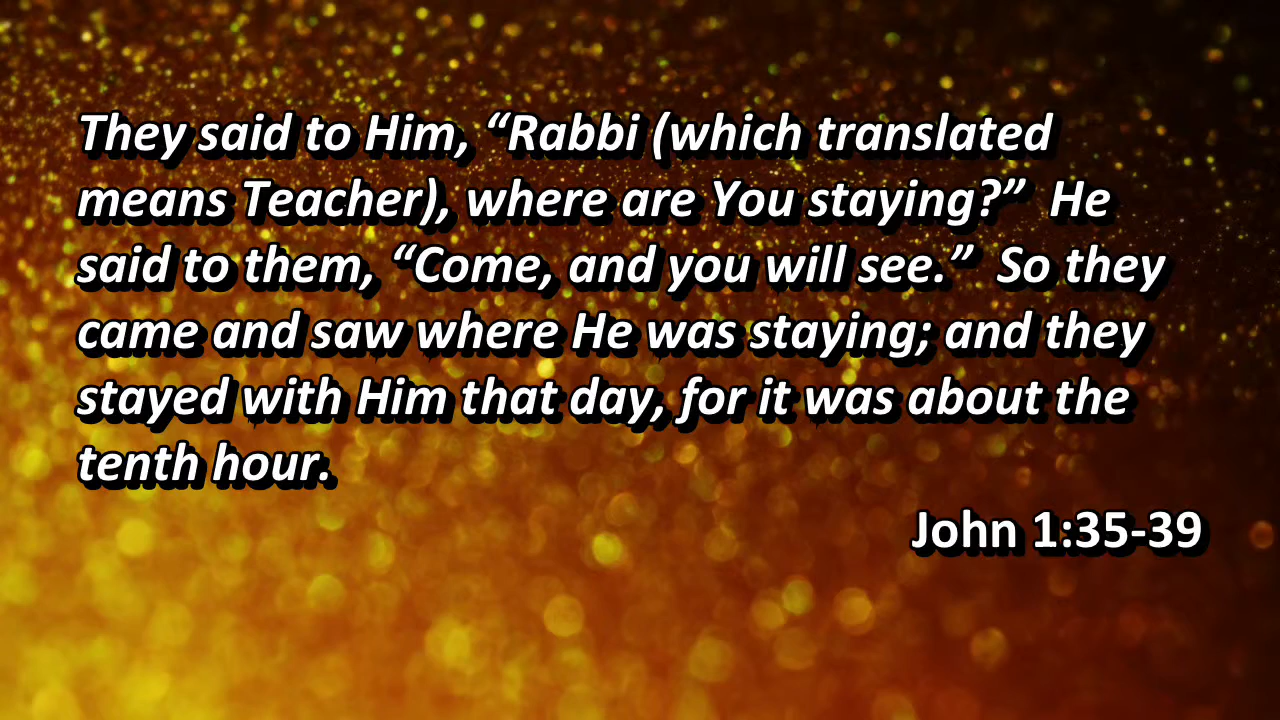 They said to Him, “Rabbi (which translated
means Teacher), where are You staying?”  He
said to them, “Come, and you will see.”  So they
came and saw where He was staying; and they
stayed with Him that day, for it was about the
tenth hour.
John 1:35-39